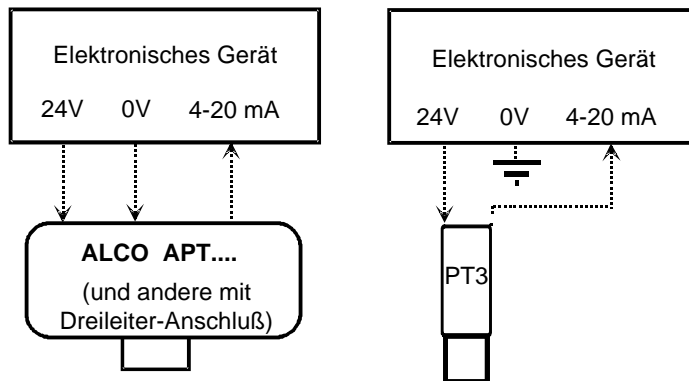 Elektronisches Gerät
24V 0V 4-20 mA
ALCO APT....
(und andere mit
Dreileiter-Anschluß)
Elektronisches Gerät
24V 0V 4-20 mA
PT3